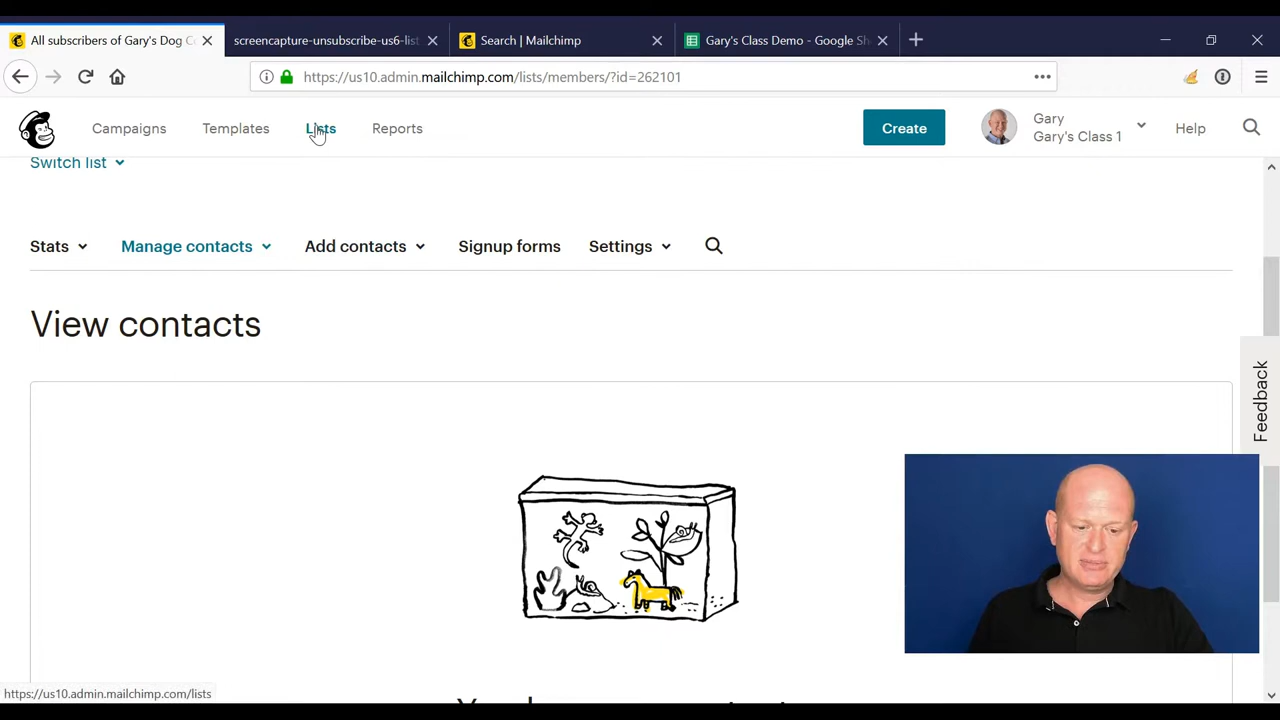 All subscribers of Gary's Dog C
screencapture-unsubscribe-us6-list
Search | Mailchimp
Gary's Class Demo - Google She
https://us10.admin.mailchimp.com/lists/members/?id=262101
Campaigns
Templates
Lists
Reports
Create
Gary
Gary's Class 1
Help
Switch list
Stats
Manage contacts
Add contacts
Signup forms
Settings
View contacts
Feedback
https://us10.admin.mailchimp.com/lists